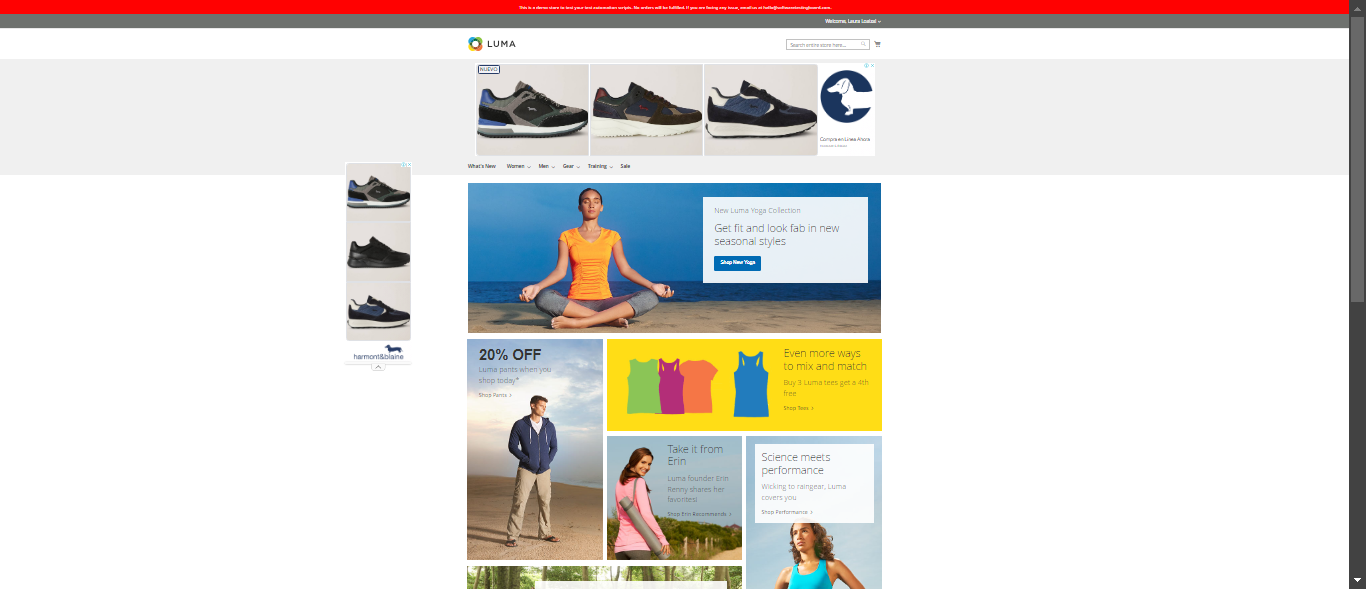 This is a demo store to test your test automation scripts. No orders will be fulfilled. If you are facing any issue, email us at hello@softwaretestingboard.com.
Welcome, Laura Loaiza!
LUMA
Search entire store here...
NUEVO
Compra en Línea Ahora
What's New
Women
Men
Gear
Training
Sale
harmont&blaine
New Luma Yoga Collection
Get fit and look fab in new
seasonal styles
Shop New Yoga
20% OFF
Luma pants when you
shop today*
Shop Pants
Even more ways
to mix and match
Buy 3 Luma tees get a 4th
free
Shop Tees
Take it from
Erin
Luma founder Erin
Renny shares her
favorites!
Shop Erin Recommends
Science meets
performance
Wicking to raingear, Luma
covers you
Shop Performance